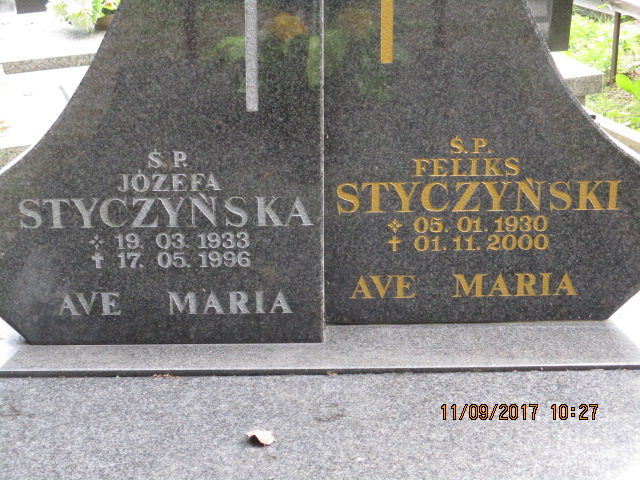 Ś.P.
JÓZEFA
STYCZYŃSKA
19.03.1933
17.05.1996
AVE MARIA
Ś.P.
FELIKS
STYCZYŃSKI
05.01.1930
01.11.2000
AVE MARIA
11/09/2017 10:27